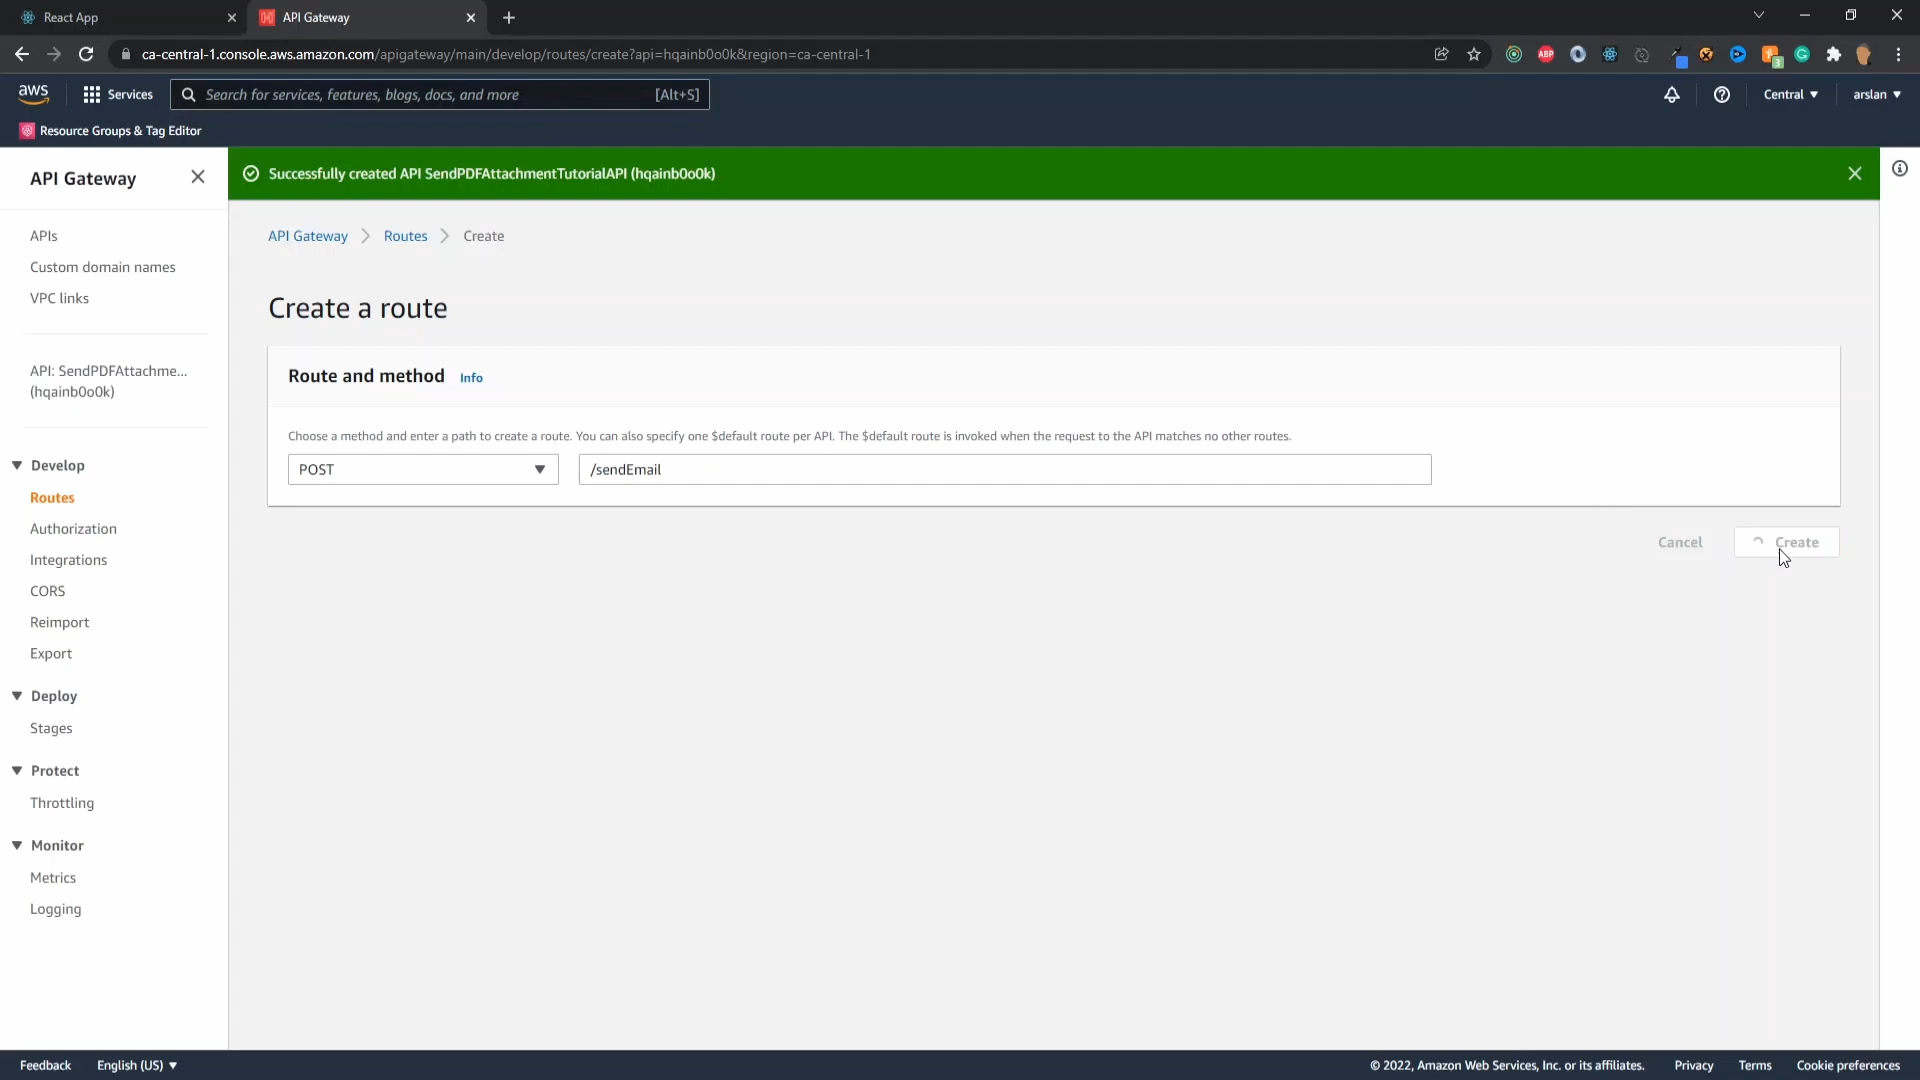 React App
API Gateway
ca-central-1.console.aws.amazon.com/apigateway/main/develop/routes/create?api=hqainb0o0k&region=ca-central-1
ABP
3
aws
Services
Search for services, features, blogs, docs, and more
[Alt+S]
Central
arslan
Resource Groups & Tag Editor
API Gateway
Successfully created API SendPDFAttachmentTutorialAPI (hqainb0o0k)
APIs
Custom domain names
VPC links
API: SendPDFAttachme...
(hqainb0o0k)
Develop
Routes
Authorization
Integrations
CORS
Reimport
Export
Deploy
Stages
Protect
Throttling
Monitor
Metrics
Logging
API Gateway
Routes
Create
Create a route
Route and method Info
Choose a method and enter a path to create a route. You can also specify one $default route per API. The $default route is invoked when the request to the API matches no other routes.
POST
/sendEmail
Cancel
Create
Feedback
English (US)
© 2022, Amazon Web Services, Inc. or its affiliates.
Privacy
Terms
Cookie preferences